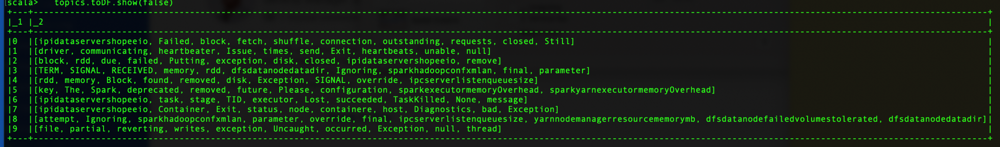 [scala>   topics.toDF.show(false)
+---+----------------------------------------------------------------------------------------------------------------------------------------------------------------------------------------------------+
|_1 |_2                                                                                                                                                                                                  |
+---+----------------------------------------------------------------------------------------------------------------------------------------------------------------------------------------------------+
|0  |[ipidataservershopeeio, Failed, block, fetch, shuffle, connection, outstanding, requests, closed, Still]                                                                                            |
|1  |[driver, communicating, heartbeater, Issue, times, send, Exit, heartbeats, unable, null]                                                                                                            |
|2  |[block, rdd, due, failed, Putting, exception, disk, closed, ipidataservershopeeio, remove]                                                                                                          |
|3  |[TERM, SIGNAL, RECEIVED, memory, rdd, dfsdatanodedatadir, Ignoring, sparkhadoopconfxmlan, final, parameter]                                                                                         |
|4  |[rdd, memory, Block, found, removed, disk, Exception, SIGNAL, override, ipcserverlistenqueuesize]                                                                                                   |
|5  |[key, The, Spark, deprecated, removed, future, Please, configuration, sparkexecutormemoryOverhead, sparkyarnexecutormemoryOverhead]                                                                 |
|6  |[ipidataservershopeeio, task, stage, TID, executor, Lost, succeeded, TaskKilled, None, message]                                                                                                     |
|7  |[ipidataservershopeeio, Container, Exit, status, node, containere, host, Diagnostics, bad, Exception]                                                                                               |
|8  |[attempt, Ignoring, sparkhadoopconfxmlan, parameter, override, final, ipcserverlistenqueuesize, yarnnodemanagerresourcememorymb, dfsdatanodefailedvolumestolerated, dfsdatanodedatadir]|
|9  |[file, partial, reverting, writes, exception, Uncaught, occurred, Exception, null, thread]                                                                                                          |
+---+----------------------------------------------------------------------------------------------------------------------------------------------------------------------------------------------------+